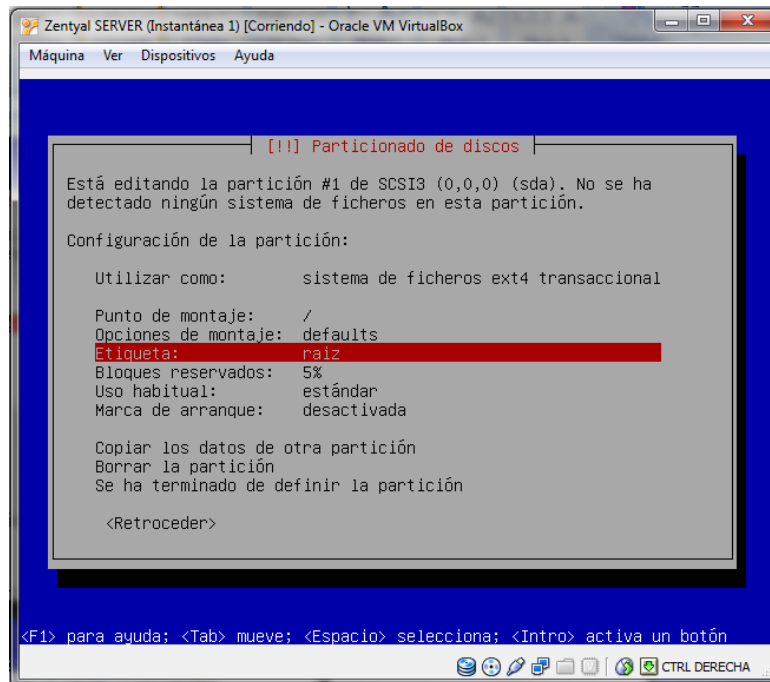 Zentyal SERVER (Instantánea 1) [Corriendo] - Oracle VM VirtualBox
Máquina Ver Dispositivos Ayuda
[!!] Particionado de discos
Está editando la partición #1 de SCSI3 (0,0,0) (sda). No se ha
detectado ningún sistema de ficheros en esta partición.
Configuración de la partición:
Utilizar como: sistema de ficheros ext4 transaccional
Punto de montaje: /
Opciones de montaje: defaults
Etiqueta: raiz
Bloques reservados: 5%
Uso habitual: estándar
Marca de arranque: desactivada
Copiar los datos de otra partición
Borrar la partición
Se ha terminado de definir la partición
<Retroceder>
<F1> para ayuda; <Tab> mueve; <Espacio> selecciona; <Intro> activa un botón
CTRL DERECHA